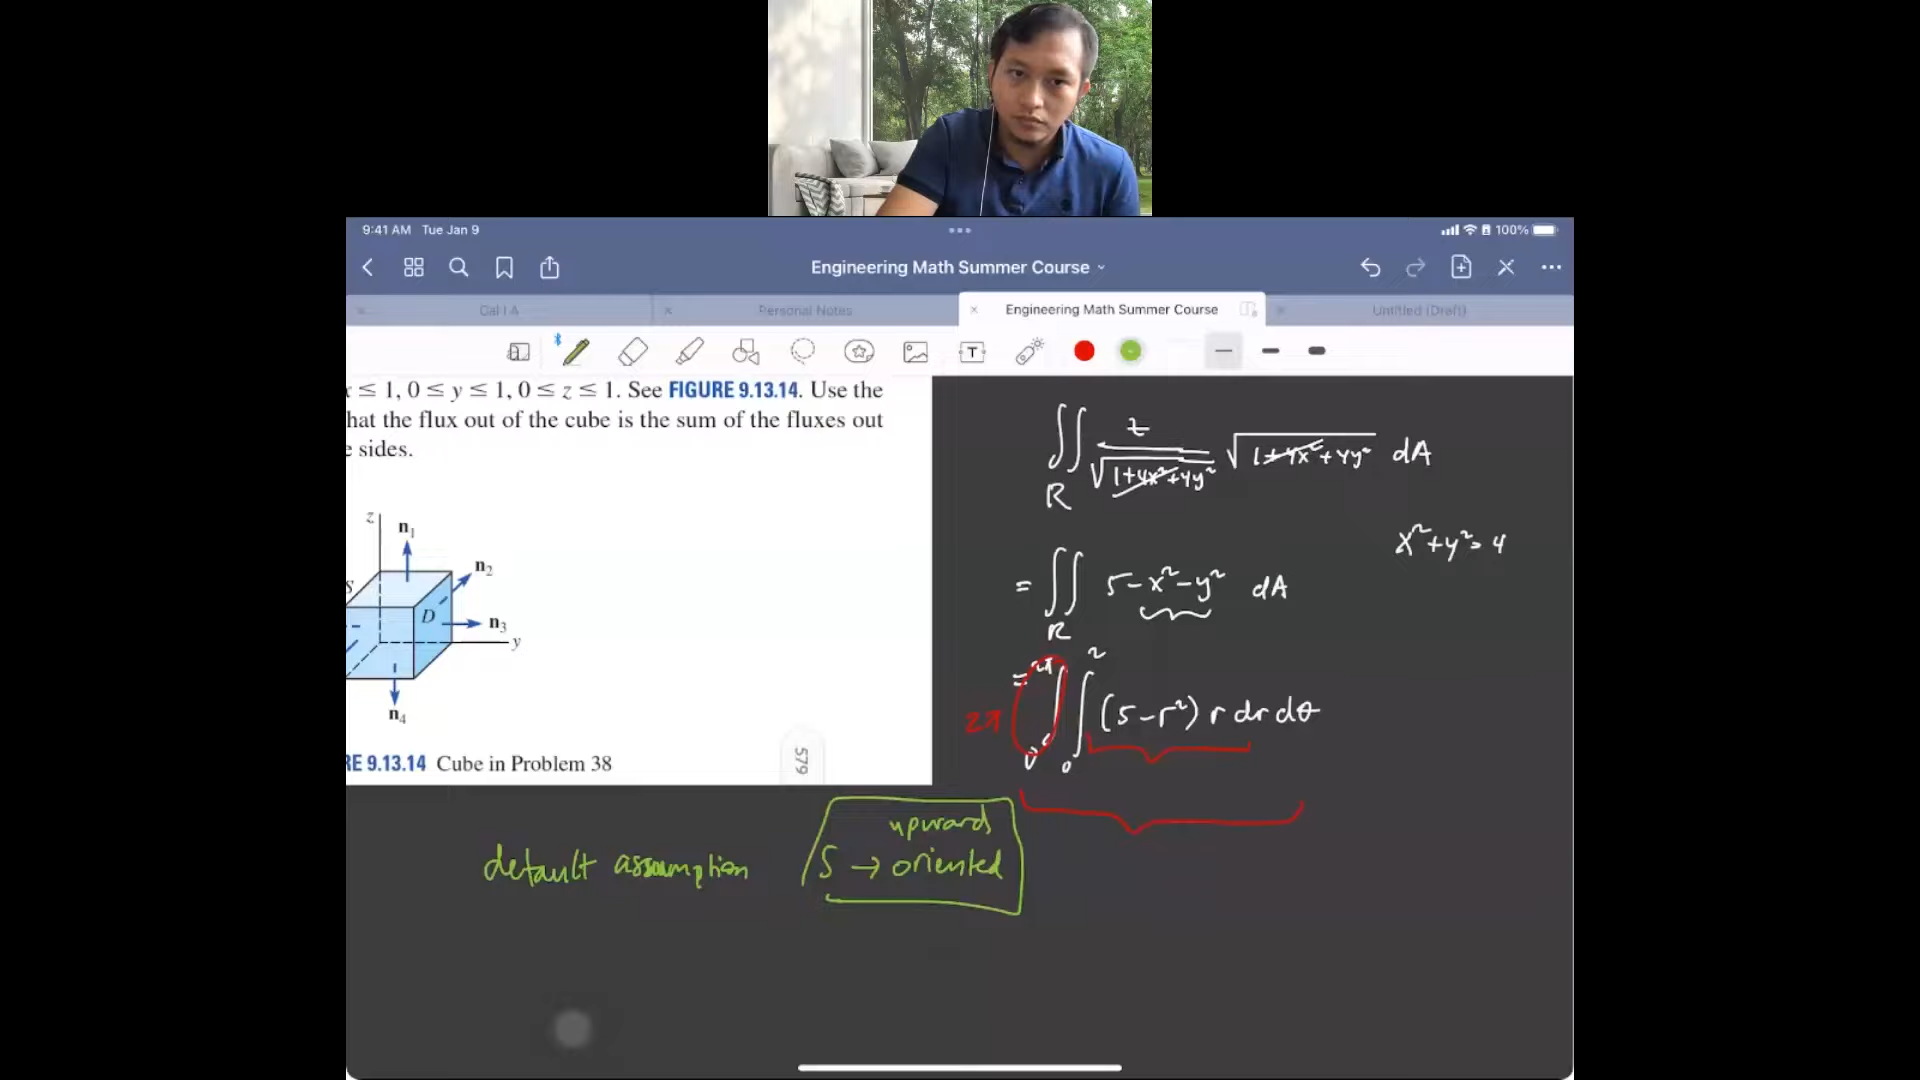 9:41 AM Tue Jan 9
100%
Engineering Math Summer Course
Cal I A
Personal Notes
Engineering Math Summer Course
Untitled (Draft)
T
x ≤ 1, 0 ≤ y ≤ 1, 0 ≤ z ≤ 1. See FIGURE 9.13.14. Use the
hat the flux out of the cube is the sum of the fluxes out
e sides.
z
n₁
n₂
S
D
n₃
y
n₄
RE 9.13.14 Cube in Problem 38
579
∬ z / √(1+4x²+4y²) √(1+4x²+4y²) dA
R
x²+y²=4
= ∬ 5-x²-y² dA
R
= ∫₀^2π ∫₀² (5-r²) r dr dθ
2π
default assumption
upwards
S → oriented